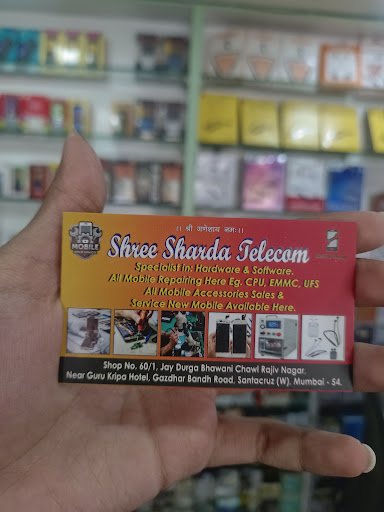 ।। श्री गणेशाय नमः ।।
MOBILE
Shree Sharda Telecom
Specialist In: Hardware & Software.
All Mobile Repairing Here Eg. CPU, EMMC, UFS
All Mobile Accessories Sales &
Service New Mobile Available Here.
Shop No. 60/1, Jay Durga Bhawani Chawl Rajiv Nagar.
Near Guru Kripa Hotel, Gazdhar Bandh Road, Santacruz (W). Mumbai - 54.